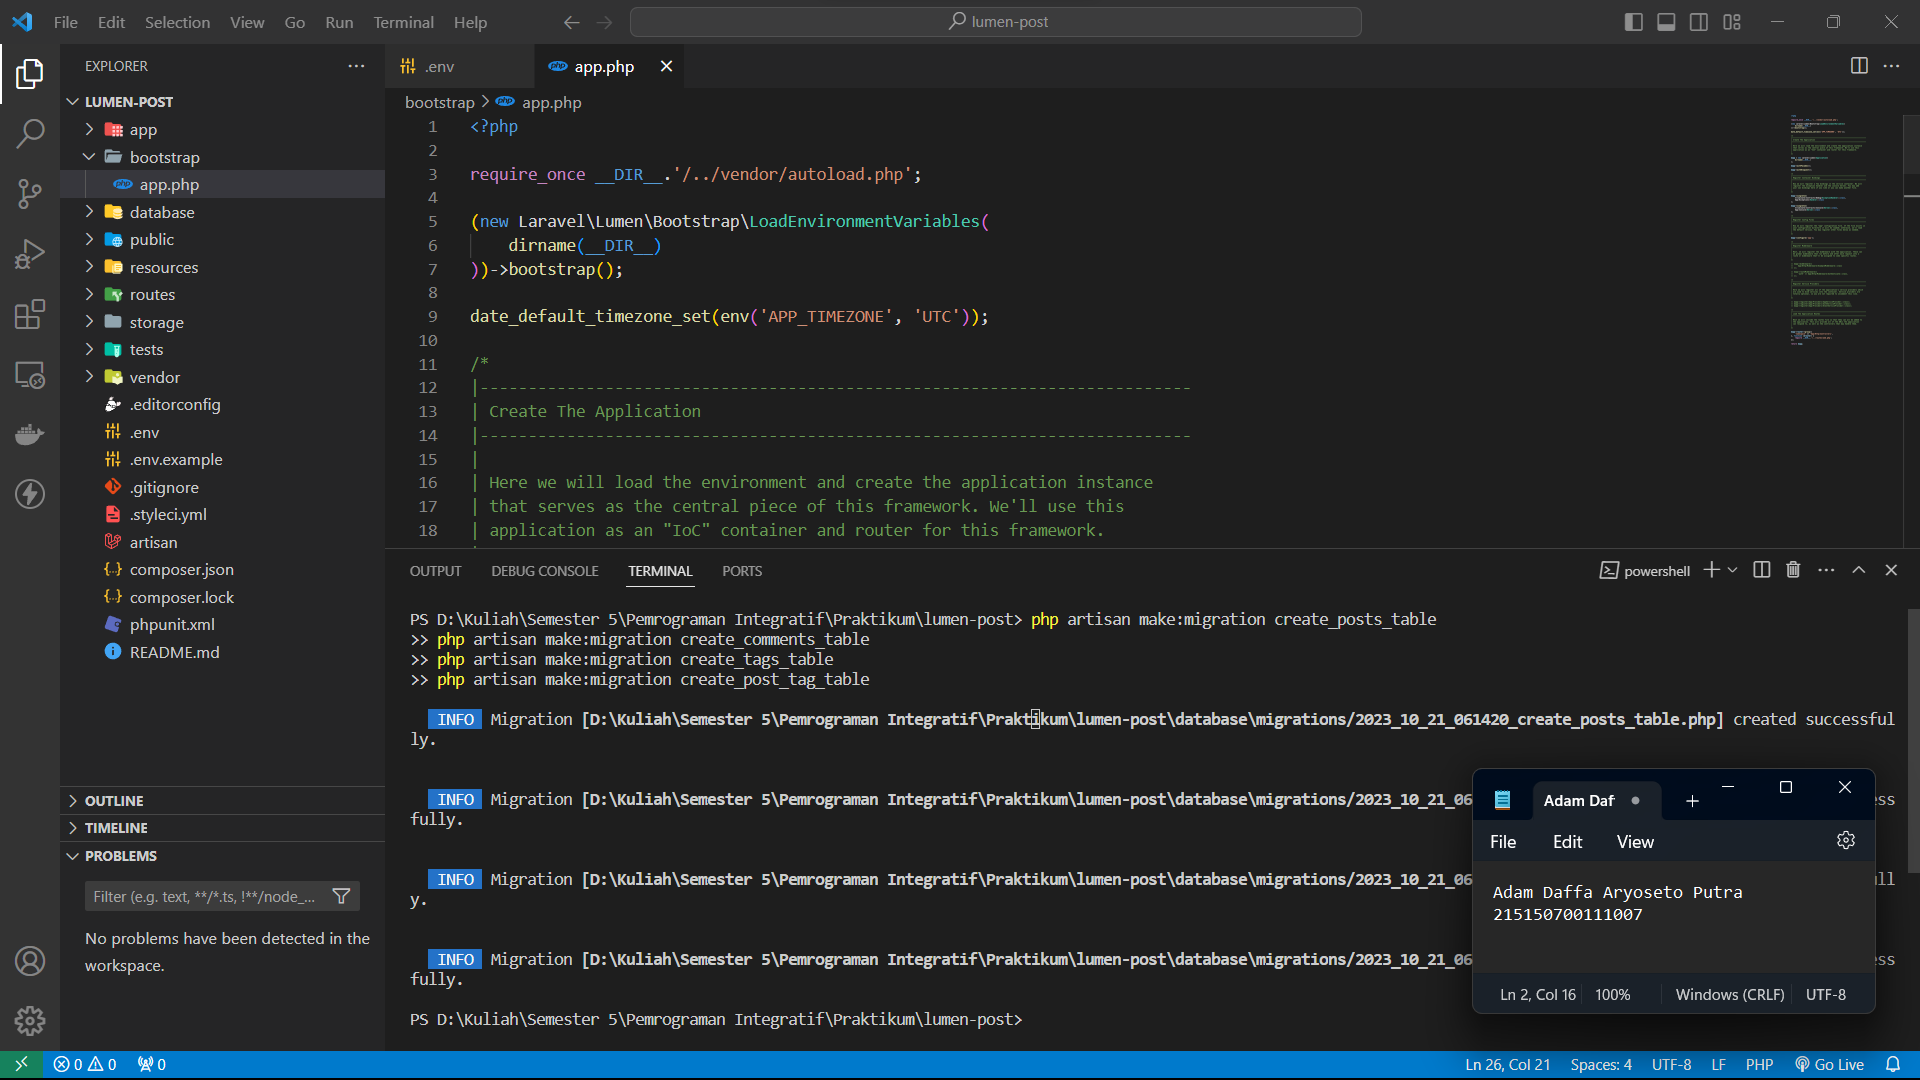 File Edit Selection View Go Run Terminal Help
lumen-post
EXPLORER
LUMEN-POST
app
bootstrap
app.php
database
public
resources
routes
storage
tests
vendor
.editorconfig
.env
.env.example
.gitignore
.styleci.yml
artisan
composer.json
composer.lock
phpunit.xml
README.md
OUTLINE
TIMELINE
PROBLEMS
Filter (e.g. text, **/*.ts, !**/node_...
No problems have been detected in the
workspace.
.env
app.php
bootstrap > app.php
1 <?php
2
3 require_once __DIR__.'/../vendor/autoload.php';
4
5 (new Laravel\Lumen\Bootstrap\LoadEnvironmentVariables(
6 dirname(__DIR__)
7 ))->bootstrap();
8
9 date_default_timezone_set(env('APP_TIMEZONE', 'UTC'));
10
11 /*
12 |--------------------------------------------------------------------------
13 | Create The Application
14 |--------------------------------------------------------------------------
15 |
16 | Here we will load the environment and create the application instance
17 | that serves as the central piece of this framework. We'll use this
18 | application as an "IoC" container and router for this framework.
OUTPUT DEBUG CONSOLE TERMINAL PORTS
powershell
PS D:\Kuliah\Semester 5\Pemrograman Integratif\Praktikum\lumen-post> php artisan make:migration create_posts_table
>> php artisan make:migration create_comments_table
>> php artisan make:migration create_tags_table
>> php artisan make:migration create_post_tag_table
INFO Migration [D:\Kuliah\Semester 5\Pemrograman Integratif\Praktikum\lumen-post\database\migrations/2023_10_21_061420_create_posts_table.php] created successful
ly.
INFO Migration [D:\Kuliah\Semester 5\Pemrograman Integratif\Praktikum\lumen-post\database\migrations/2023_10_21_06 ess
fully.
INFO Migration [D:\Kuliah\Semester 5\Pemrograman Integratif\Praktikum\lumen-post\database\migrations/2023_10_21_06 ll
y.
INFO Migration [D:\Kuliah\Semester 5\Pemrograman Integratif\Praktikum\lumen-post\database\migrations/2023_10_21_06 ess
fully.
PS D:\Kuliah\Semester 5\Pemrograman Integratif\Praktikum\lumen-post>
Adam Daf
File Edit View
Adam Daffa Aryoseto Putra
215150700111007
Ln 2, Col 16 100% Windows (CRLF) UTF-8
0 0 0
Ln 26, Col 21 Spaces: 4 UTF-8 LF PHP Go Live